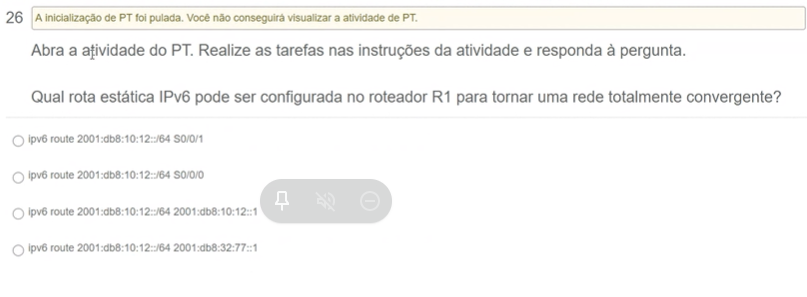 26
A inicialização de PT foi pulada. Você não conseguirá visualizar a atividade de PT.
Abra a atividade do PT. Realize as tarefas nas instruções da atividade e responda à pergunta.
Qual rota estática IPv6 pode ser configurada no roteador R1 para tornar uma rede totalmente convergente?
ipv6 route 2001:db8:10:12::/64 S0/0/1
ipv6 route 2001:db8:10:12::/64 S0/0/0
ipv6 route 2001:db8:10:12::/64 2001:db8:10:12::1
ipv6 route 2001:db8:10:12::/64 2001:db8:32:77::1